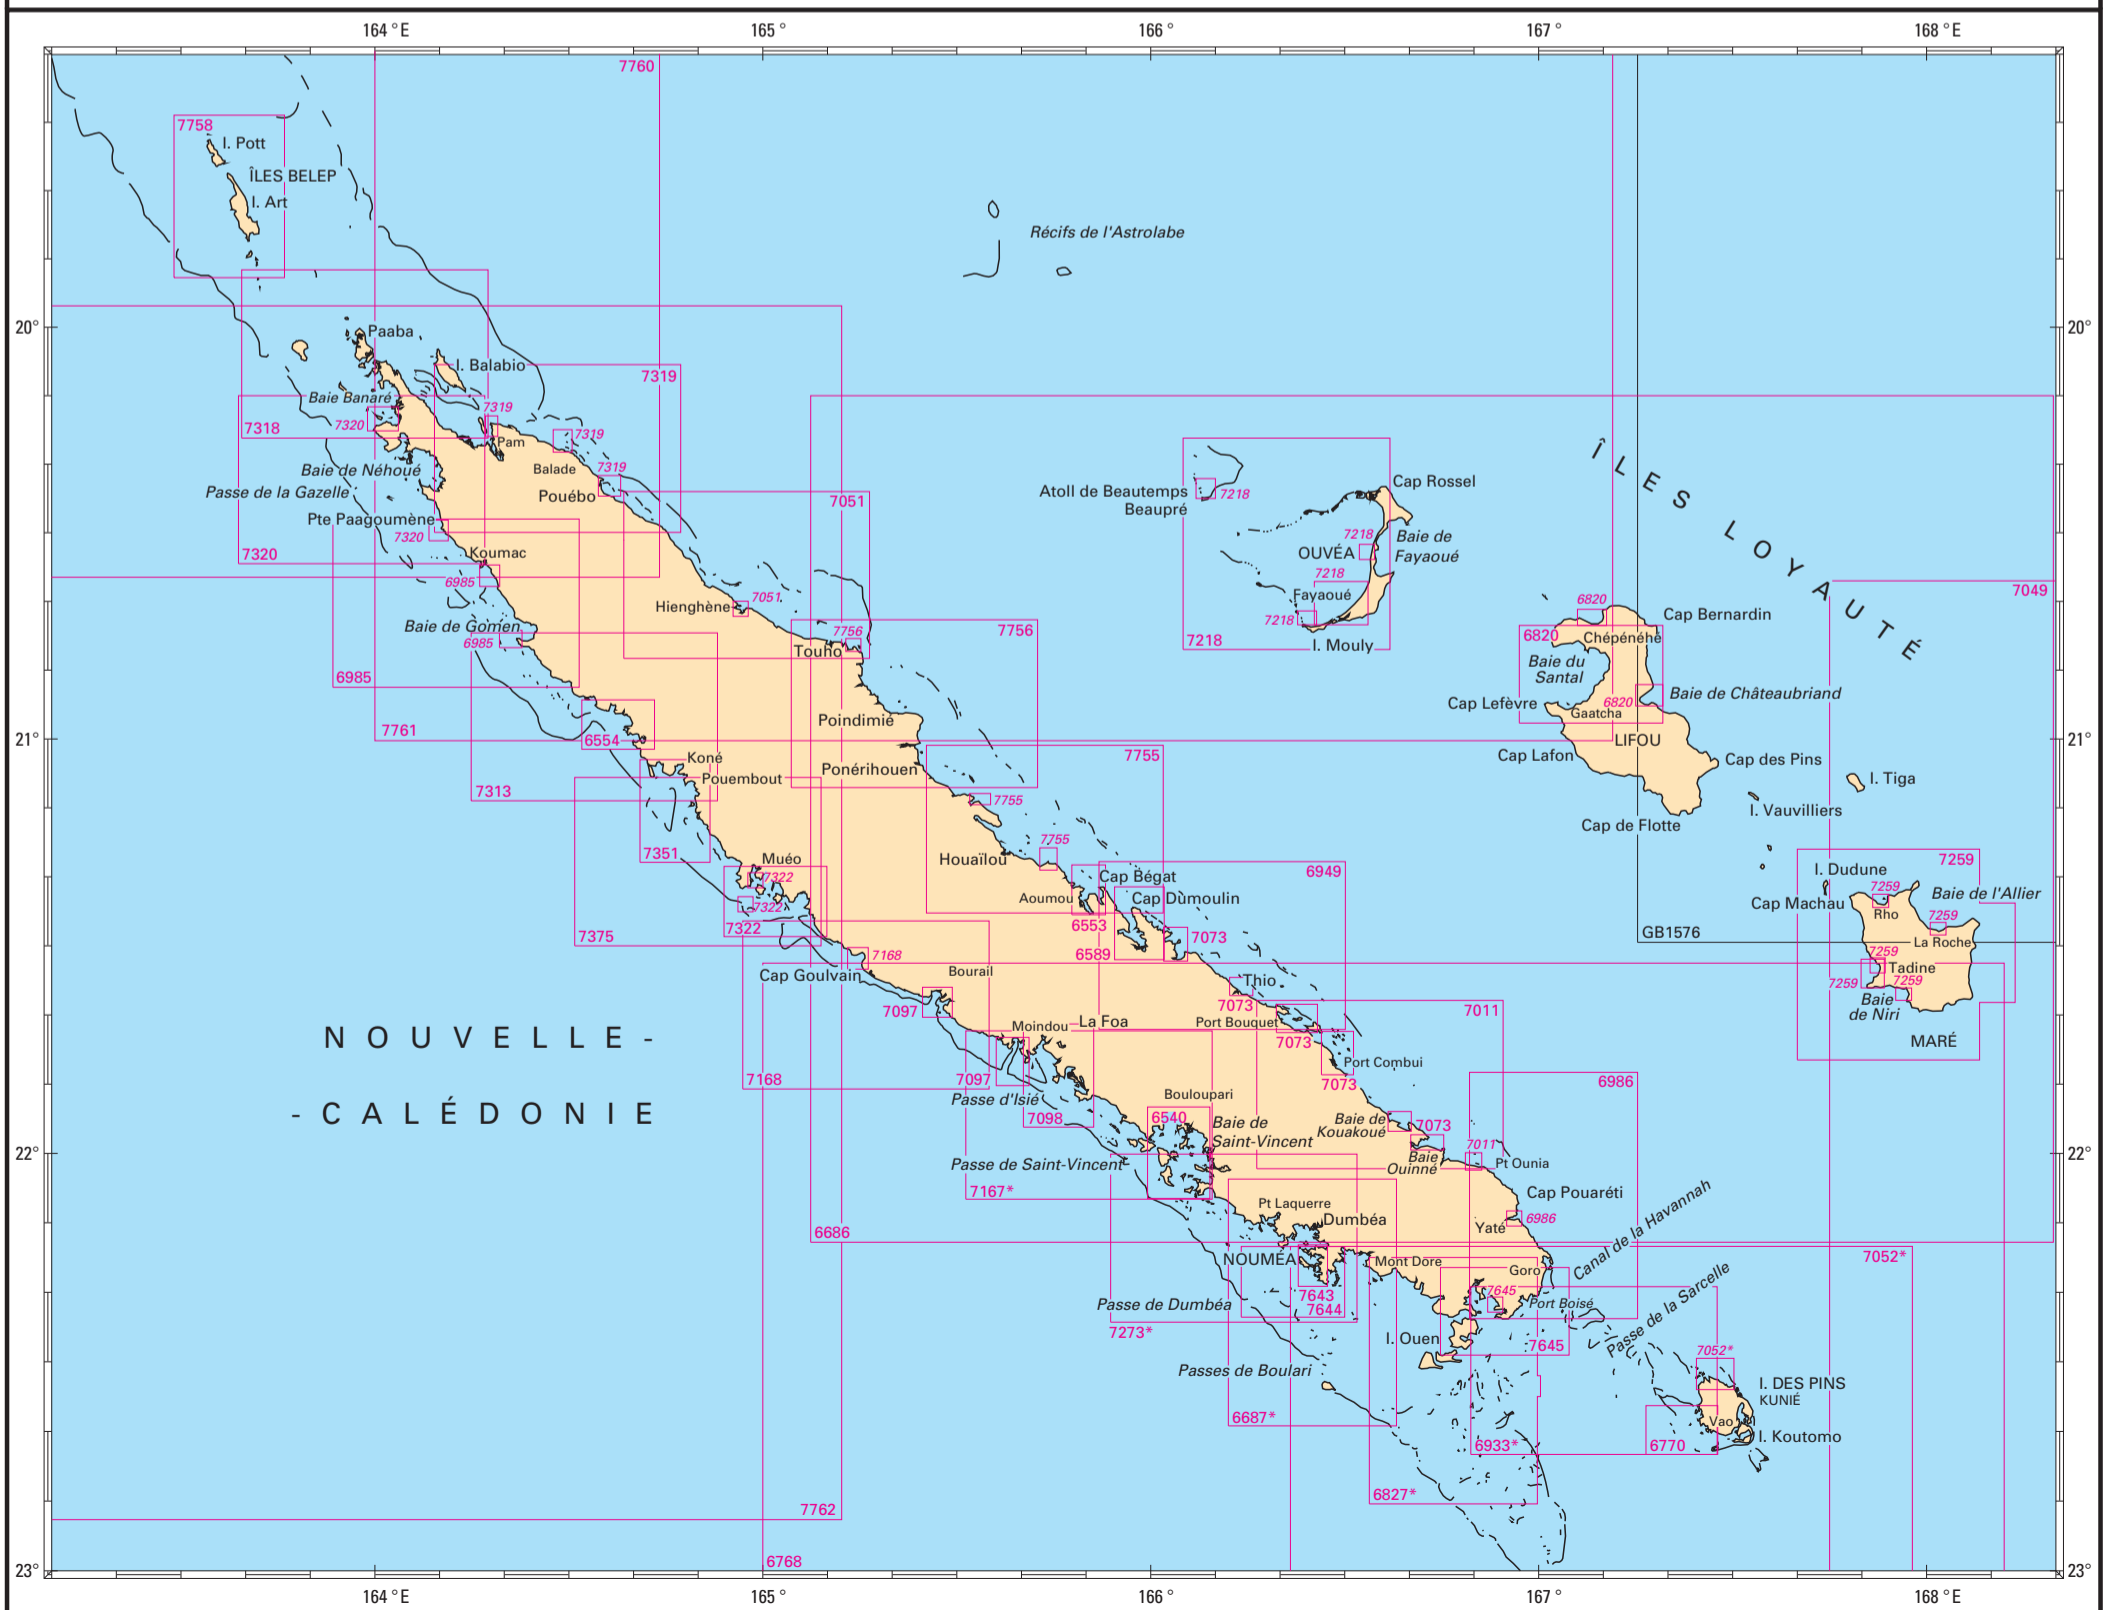 164 °E
165 °
166 °
167 °
168 °E
7760
7758
I. Pott
ÎLES BELEP
I. Art
Récifs de l'Astrolabe
20°
20°
Paaba
I. Balabio
7319
Baie Banaré
7319
7320
7318
Pam
7319
Balade
7319
Baie de Néhoué
Pouébo
Passe de la Gazelle
7051
Pte Paagoumène
7320
Koumac
7320
6985
Hienghène
7051
Baie de Gomen
6985
7756
7756
Touho
6985
Poindimié
7761
6554
Koné
Pouembout
7313
Ponérihouen
7755
7755
7351
Muéo
7322
7322
7322
7375
Houaïlou
7755
6949
Cap Bégat
Aoumou
Cap Dùmoulin
6553
6589
7073
ÎLES LOYAUTÉ
Atoll de Beautemps
Beaupré
7218
Cap Rossel
7218
Baie de
Fayaoué
OUVÉA
7218
Fayaoué
7218
7218
I. Mouly
7049
6820
Cap Bernardin
6820
Chépénéhé
Baie du
Santal
Baie de Châteaubriand
Cap Lefèvre
6820
Gaatcha
21°
LIFOU
21°
Cap Lafon
Cap des Pins
I. Tiga
I. Vauvilliers
Cap de Flotte
7259
I. Dudune
7259
Baie de l'Allier
Cap Machau
Rho
7259
GB1576
La Roche
7259
Tadine
7259
7259
Baie
de Niri
MARÉ
7168
Cap Goulvain
Bourail
7097
Thio
7073
7011
Port Bouquet
7073
La Foa
Moindou
Port Combui
7073
NOUVELLE-
-CALÉDONIE
7168
7097
Passe d'Isié
7098
Bouloupari
6540
Baie de
Saint-Vincent
6986
Baie de
Kouakoué
7073
7011
Baie
Ouinné
Pt Ounia
22°
22°
Passe de Saint-Vincent
7167*
Cap Pouaréti
Pt Laquerre
Dumbéa
Yaté
6986
Canal de la Havannah
6686
7052*
NOUMÉA
Mont Dore
Goro
7643
7644
7645
Port Boisé
Passe de la Sarcelle
Passe de Dumbéa
7273*
I. Ouen
7645
7052*
Passes de Boulari
I. DES PINS
KUNIÉ
6687*
Vao
6933*
6770
I. Koutomo
6827*
7762
6768
23°
23°
164 °E
165 °
166 °
167 °
168 °E